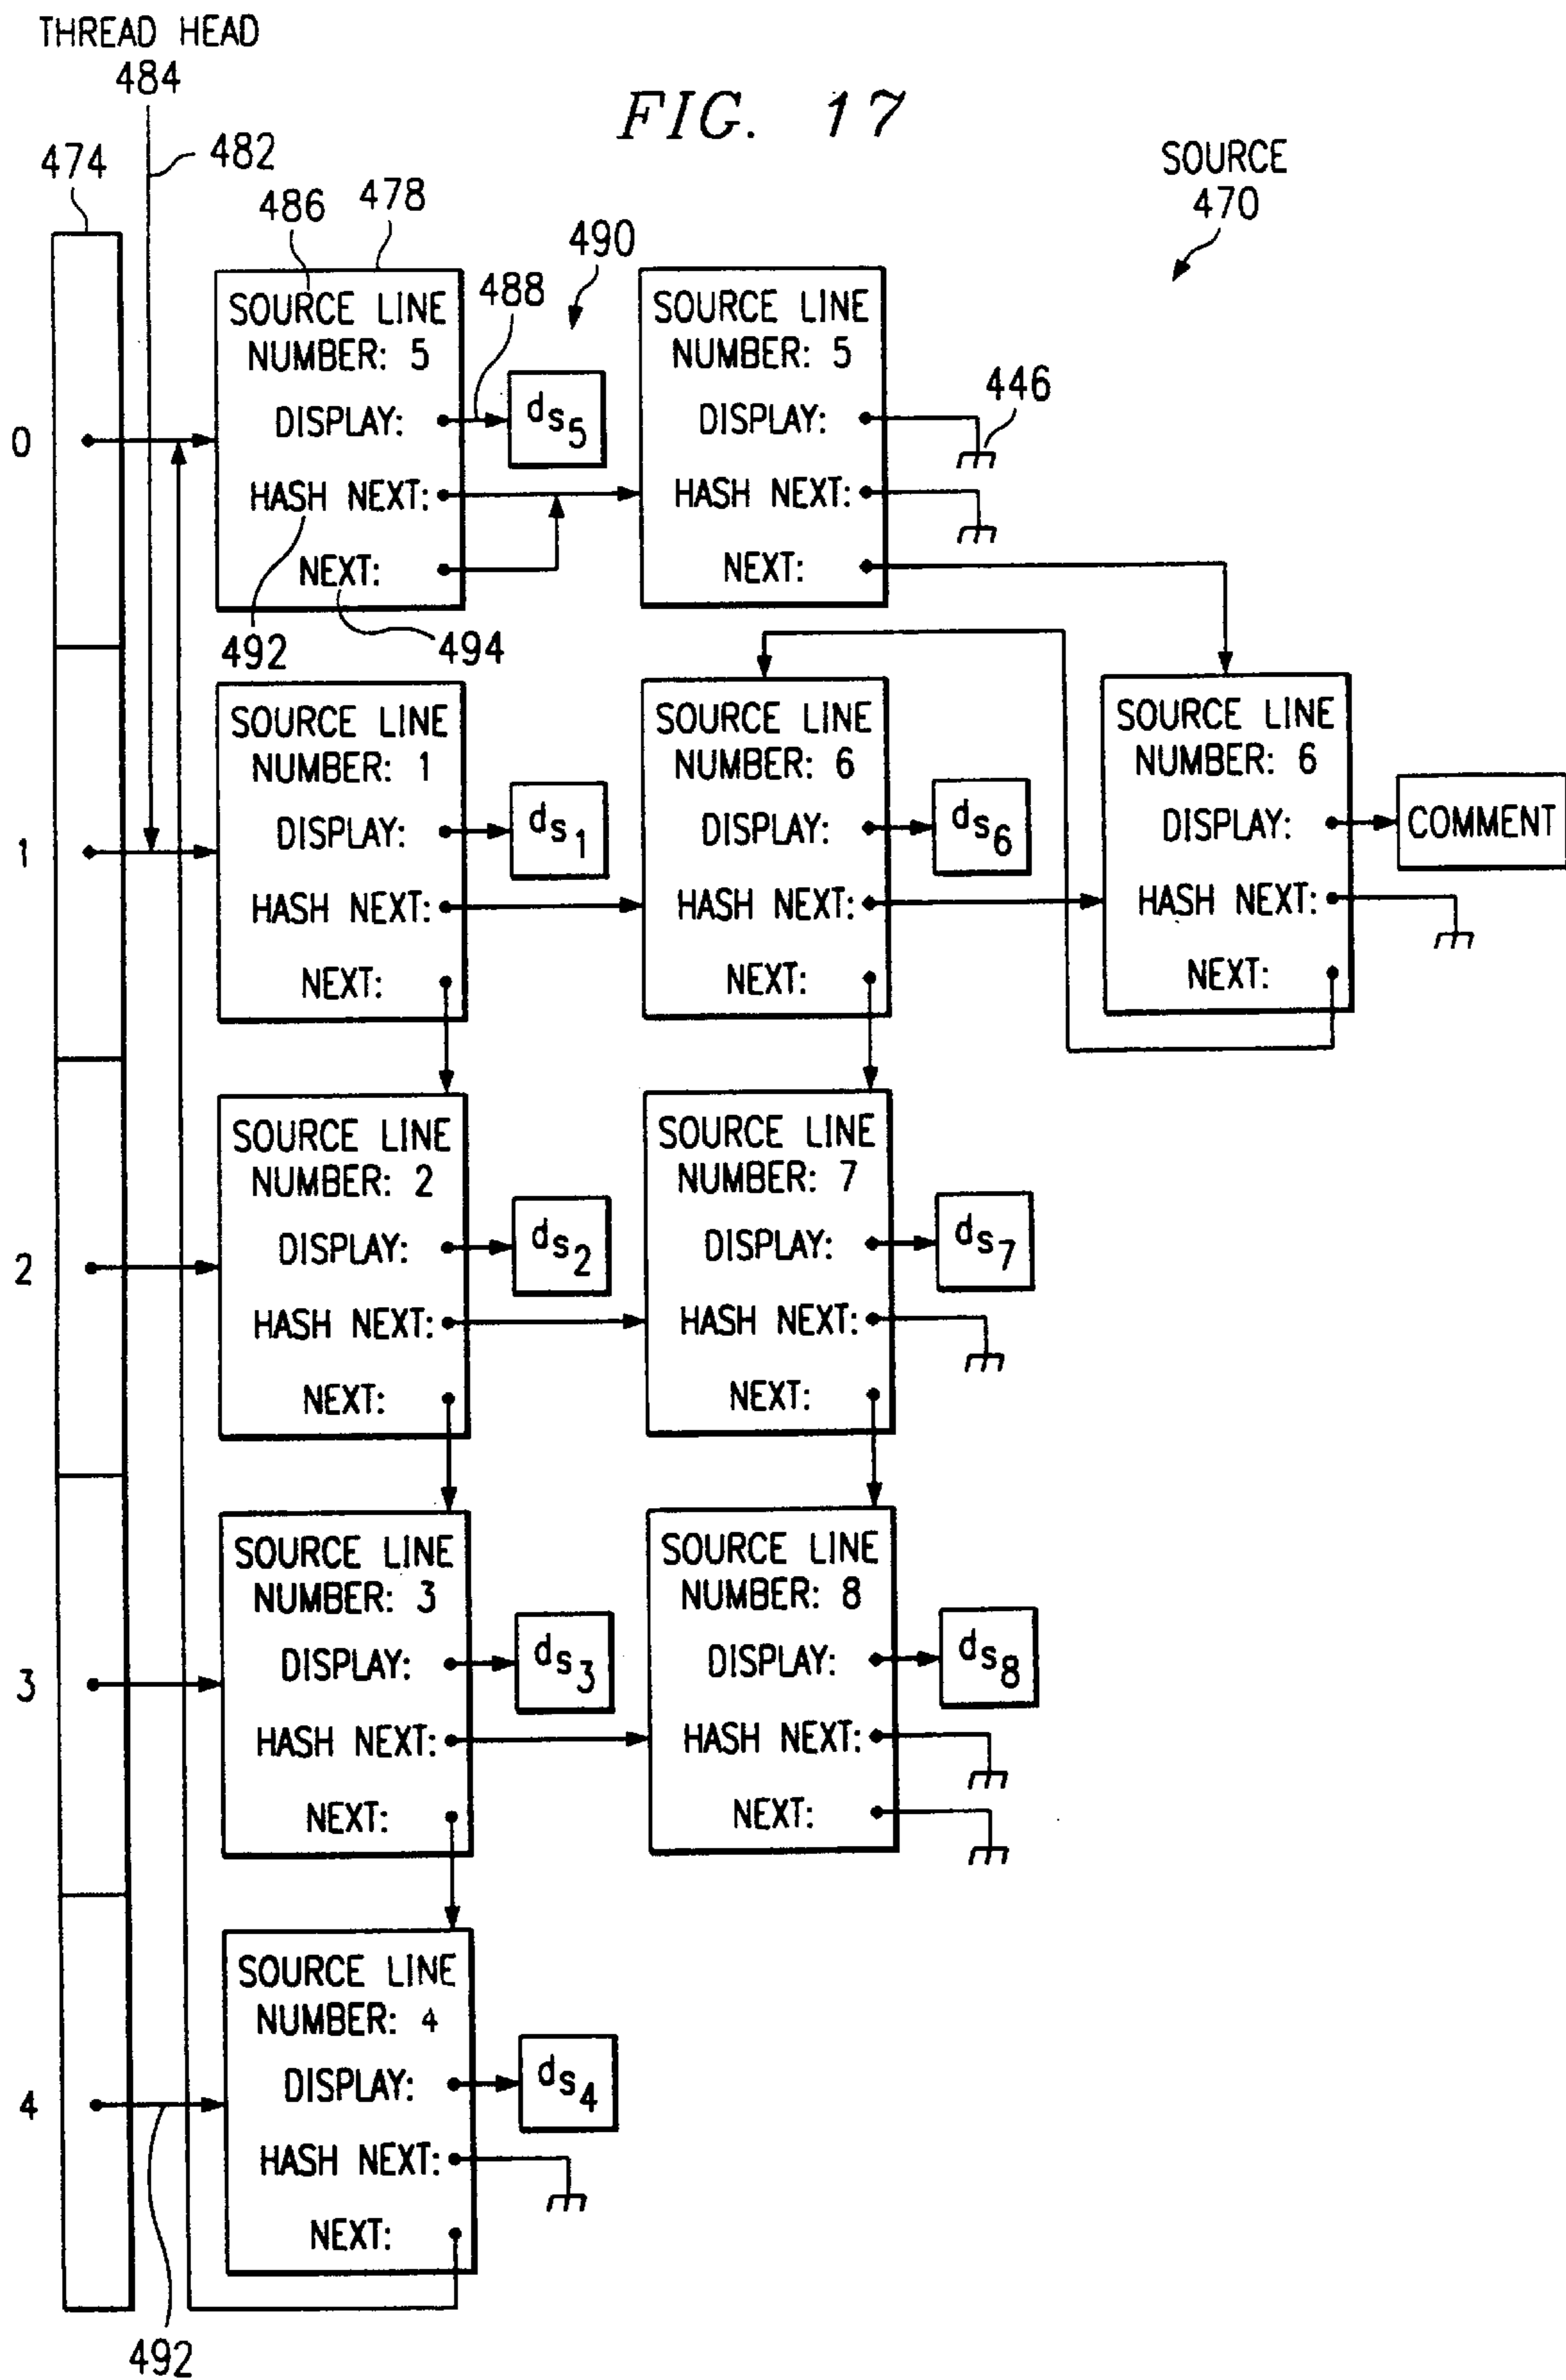 THREAD HEAD
484
FIG. 17
474
482
SOURCE
470
486
478
490
488
SOURCE LINE
NUMBER: 5
DISPLAY:
HASH NEXT:
NEXT:
ds5
SOURCE LINE
NUMBER: 5
DISPLAY:
HASH NEXT:
NEXT:
446
0
492
494
SOURCE LINE
NUMBER: 1
DISPLAY:
HASH NEXT:
NEXT:
ds1
SOURCE LINE
NUMBER: 6
DISPLAY:
HASH NEXT:
NEXT:
ds6
SOURCE LINE
NUMBER: 6
DISPLAY:
HASH NEXT:
NEXT:
COMMENT
1
SOURCE LINE
NUMBER: 2
DISPLAY:
HASH NEXT:
NEXT:
ds2
SOURCE LINE
NUMBER: 7
DISPLAY:
HASH NEXT:
NEXT:
ds7
2
SOURCE LINE
NUMBER: 3
DISPLAY:
HASH NEXT:
NEXT:
ds3
SOURCE LINE
NUMBER: 8
DISPLAY:
HASH NEXT:
NEXT:
ds8
3
SOURCE LINE
NUMBER: 4
DISPLAY:
HASH NEXT:
NEXT:
ds4
4
492